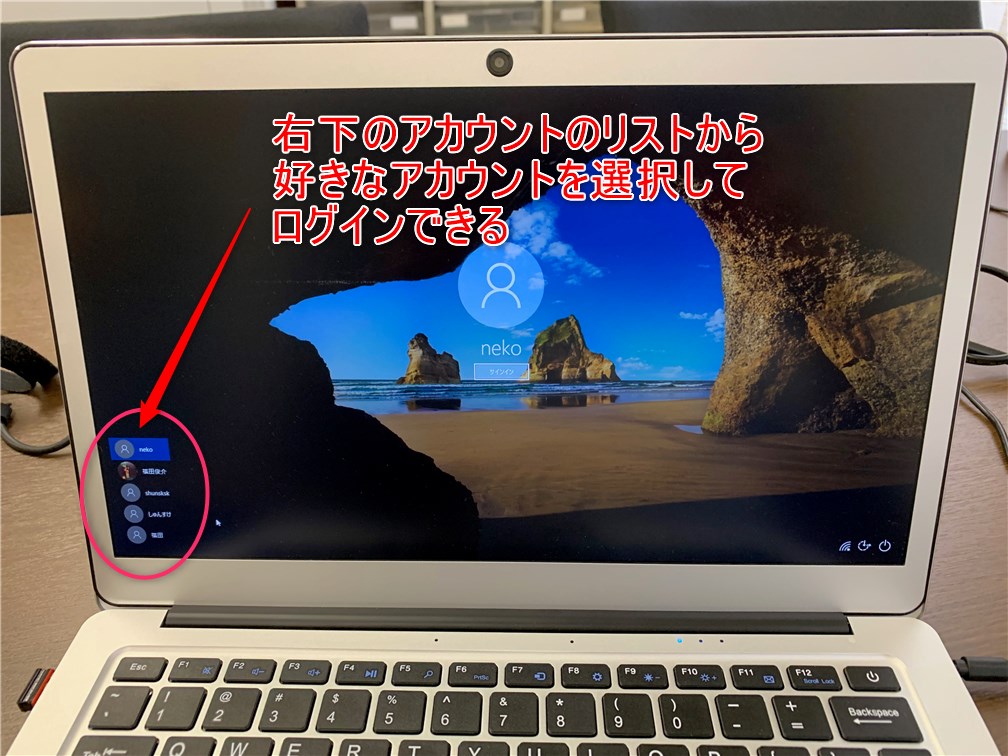 右下のアカウントのリストから
好きなアカウントを選択して
ログインできる
neko
サインイン
neko
福田俊介
shunsksk
しゅんすけ
福田
Esc
F1
F2
F3
F4
F5
F6
PrtSc
F7
F8
F9
F10
F11
F12
Scroll Lock
~
!
1
@
2
#
3
$
4
%
5
^
6
&
7
*
8
(
9
)
0
_
-
+
=
Backspace
Tab
Q
W
E
R
T
Y
U
I
O
P